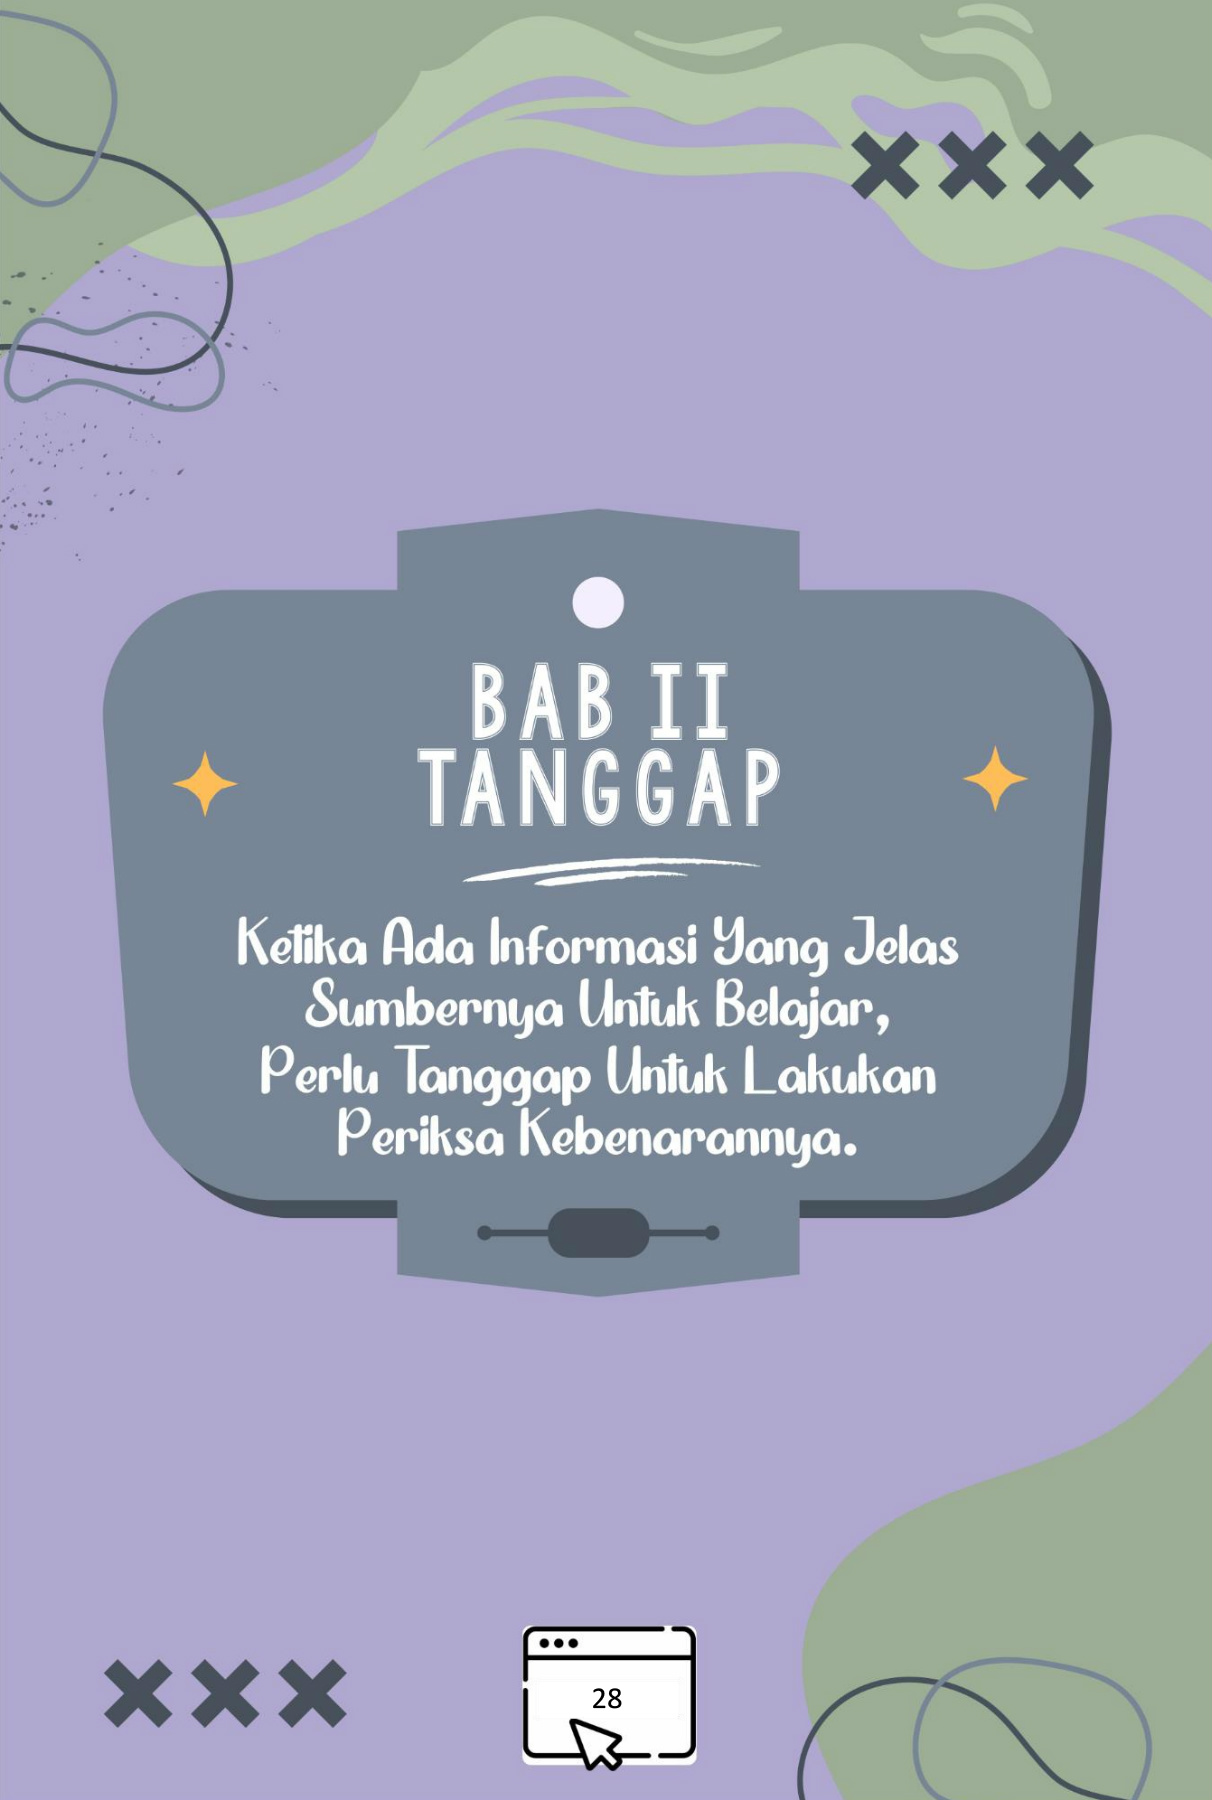 BAB II
TANGGAP
Ketika Ada Informasi Yang Jelas
Sumbernya Untuk Belajar,
Perlu Tanggap Untuk Lakukan
Periksa Kebenarannya.
28